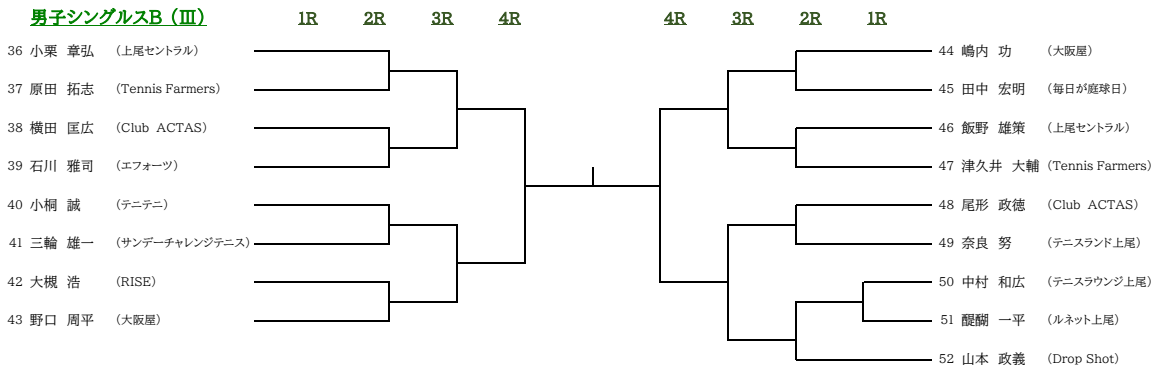 男子シングルスB（Ⅲ） 1R 2R 3R 4R 4R 3R 2R 1R
36 小栗 章弘 （上尾セントラル）
37 原田 拓志 （Tennis Farmers）
38 横田 匡広 （Club ACTAS）
39 石川 雅司 （エフォーツ）
40 小桐 誠 （テニテニ）
41 三輪 雄一 （サンデーチャレンジテニス）
42 大槻 浩 （RISE）
43 野口 周平 （大阪屋）
44 嶋内 功 （大阪屋）
45 田中 宏明 （毎日が庭球日）
46 飯野 雄策 （上尾セントラル）
47 津久井 大輔 （Tennis Farmers）
48 尾形 政徳 （Club ACTAS）
49 奈良 努 （テニスランド上尾）
50 中村 和広 （テニスラウンジ上尾）
51 醍醐 一平 （ルネット上尾）
52 山本 政義 （Drop Shot）